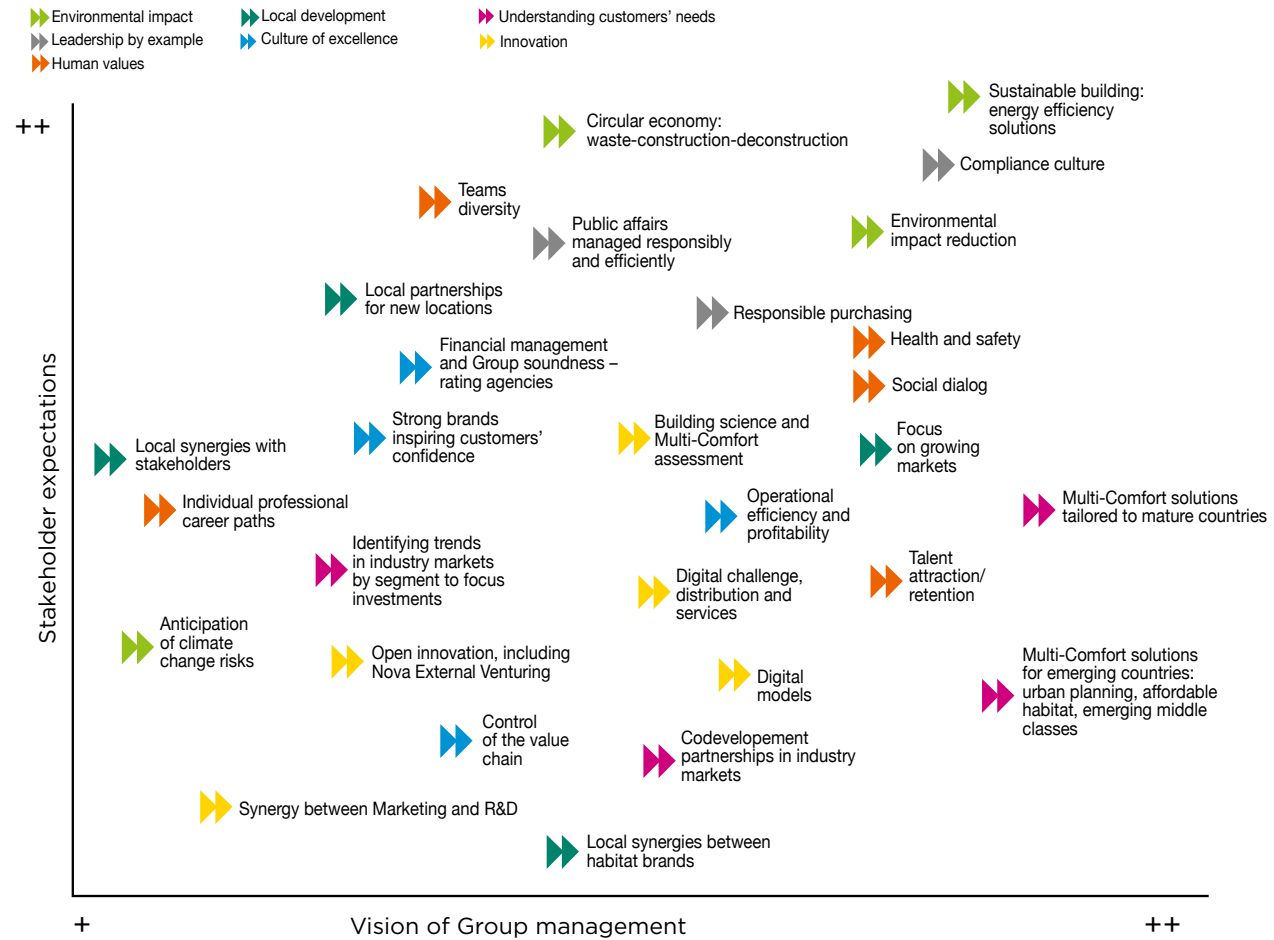 Environmental impact
Local development
Understanding customers’ needs
Leadership by example
Culture of excellence
Innovation
Human values
++
Sustainable building:
energy efficiency
solutions
Circular economy:
waste-construction-deconstruction
Compliance culture
Teams
diversity
Public affairs
managed responsibly
and efficiently
Environmental
impact reduction
Local partnerships
for new locations
Responsible purchasing
Health and safety
Financial management
and Group soundness –
rating agencies
Social dialog
Strong brands
inspiring customers’
confidence
Building science and
Multi-Comfort
assessment
Focus
on growing
markets
Local synergies with
stakeholders
Individual professional
career paths
Operational
efficiency and
profitability
Multi-Comfort solutions
tailored to mature countries
Identifying trends
in industry markets
by segment to focus
investments
Digital challenge,
distribution and
services
Talent
attraction/
retention
Anticipation
of climate
change risks
Open innovation, including
Nova External Venturing
Digital
models
Multi-Comfort solutions
for emerging countries:
urban planning, affordable
habitat, emerging middle
classes
Control
of the value
chain
Codevelopement
partnerships in industry
markets
Synergy between Marketing and R&D
Local synergies between
habitat brands
Stakeholder expectations
+
Vision of Group management
++